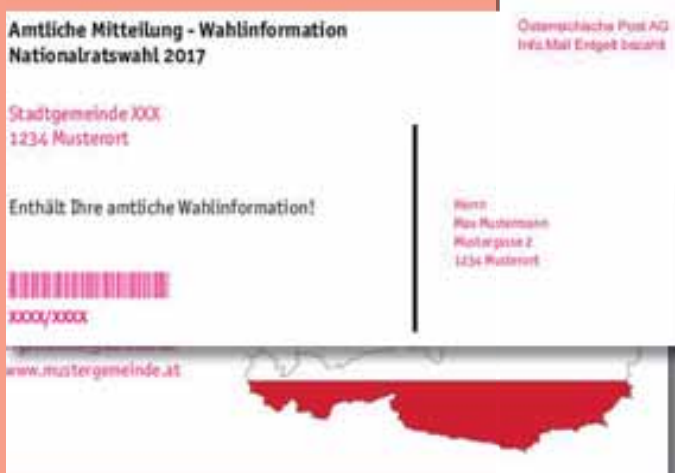 Amtliche Mitteilung - Wahlinformation
Nationalratswahl 2017
Österreichische Post AG
Info.Mail Entgelt bezahlt
Stadtgemeinde XXX
1234 Musterort
Enthält Ihre amtliche Wahlinformation!
Herrn
Max Mustermann
Mustergasse 2
1234 Musterort
XXXX/XXXX
www.mustergemeinde.at